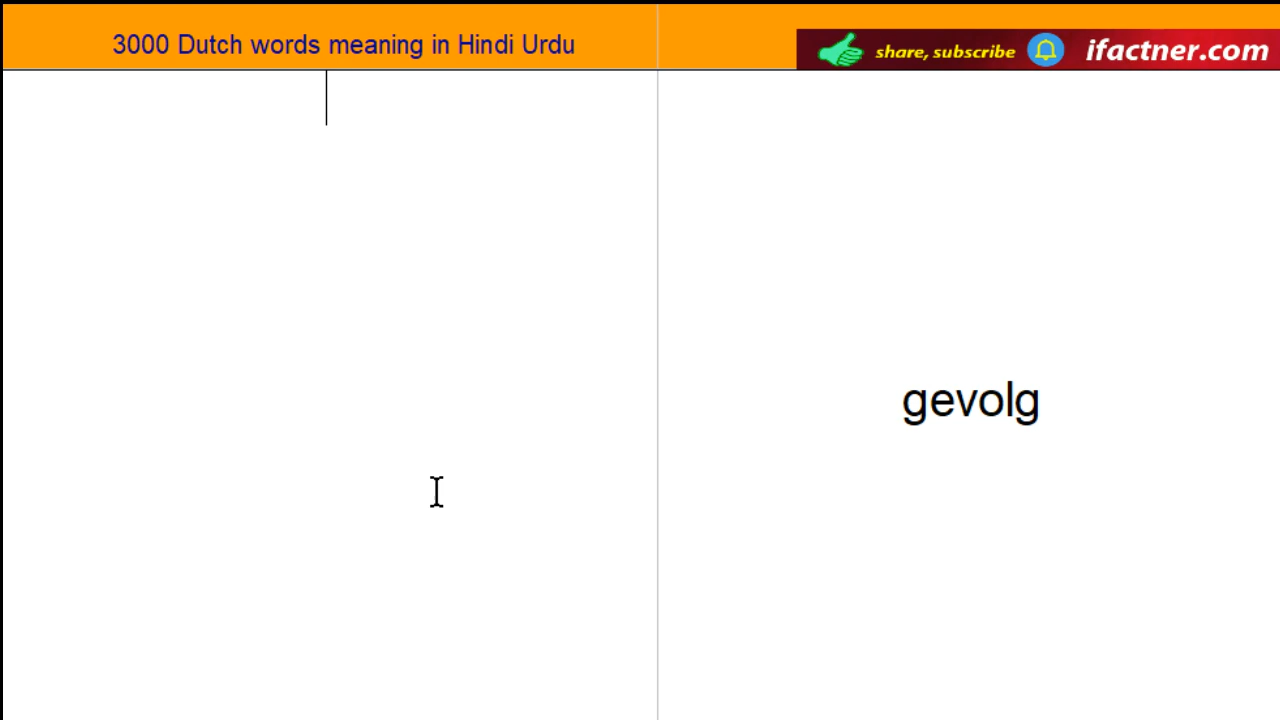 3000 Dutch words meaning in Hindi Urdu
share, subscribe
ifactner.com
gevolg